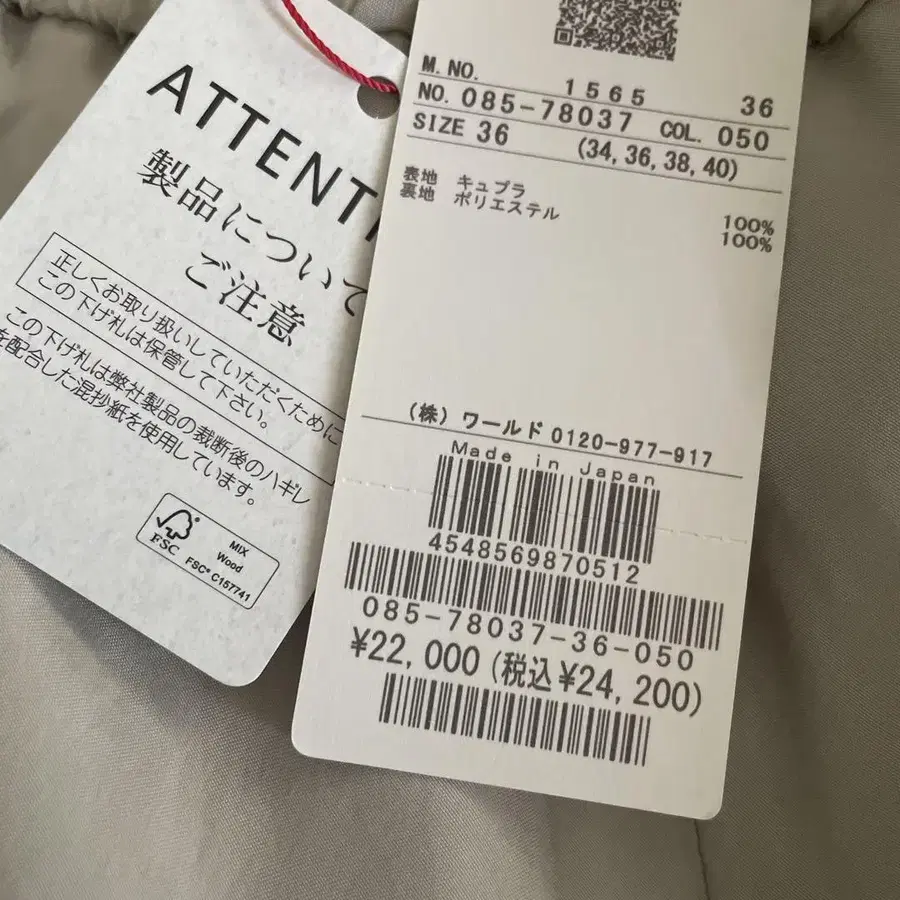 ATTENT
製品について
ご注意
正しくお取り扱いしていただくために
この下げ札は保管して下さい。
この下げ札は弊社製品の裁断後のハギレ
を配合した混抄紙を使用しています。
FSC
MIX
Wood
FSC® C157741
M.NO. 1565 36
NO. 085-78037 COL. 050
SIZE 36 (34, 36, 38, 40)
表地 キュプラ 100%
裏地 ポリエステル 100%
(株) ワールド 0120-977-917
Made in Japan
4548569870512
085-78037-36-050
¥22,000 (税込¥24,200)